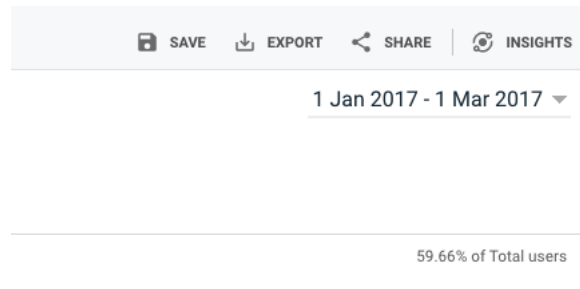 SAVE EXPORT SHARE INSIGHTS
1 Jan 2017 - 1 Mar 2017
59.66% of Total users